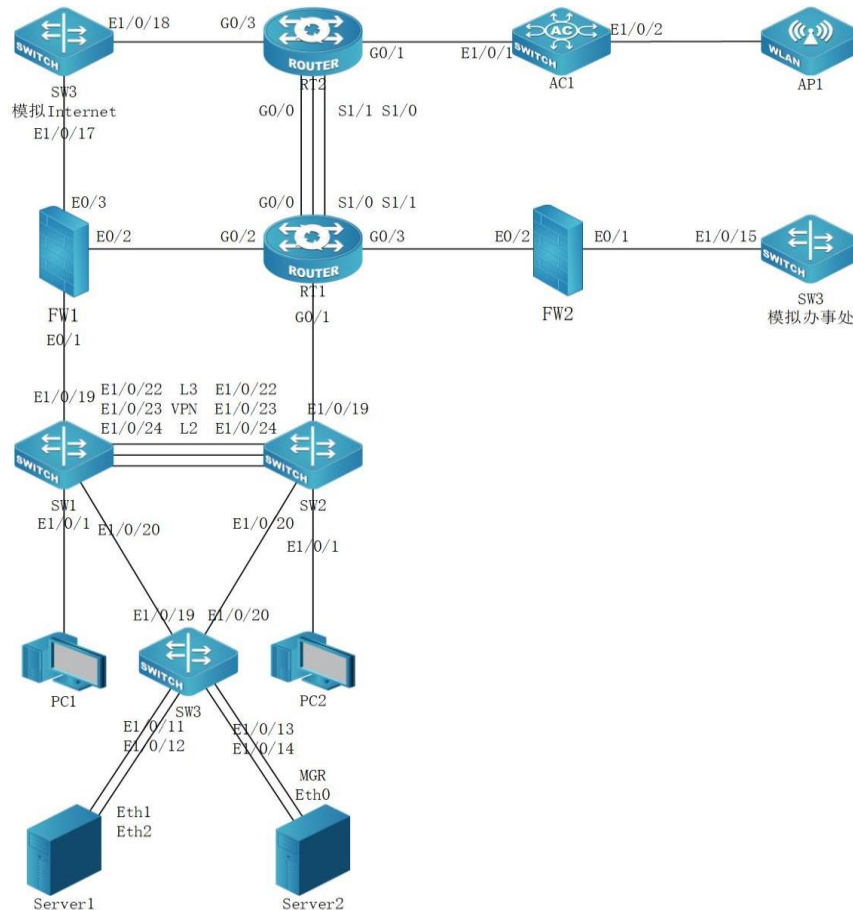 E1/0/18 G0/3
G0/1 E1/0/1 E1/0/2
SWITCH ROUTER AC SWITCH WLAN
SW3 RT2 AC1 AP1
模拟Internet
G0/0 S1/1 S1/0
E1/0/17
E0/3 G0/0 S1/0 S1/1
E0/2 G0/2 G0/3 E0/2 E0/1 E1/0/15
ROUTER SWITCH
FW1 RT1 FW2 SW3
模拟办事处
E0/1 G0/1
E1/0/22 L3 E1/0/22
E1/0/19 E1/0/23 VPN E1/0/23 E1/0/19
E1/0/24 L2 E1/0/24
SWITCH SWITCH
SW1 SW2
E1/0/1 E1/0/20 E1/0/20
E1/0/1
E1/0/19 E1/0/20
SWITCH
PC1 SW3 PC2
E1/0/11 E1/0/13
E1/0/12 E1/0/14
MGR
Eth0
Eth1
Eth2
Server1 Server2